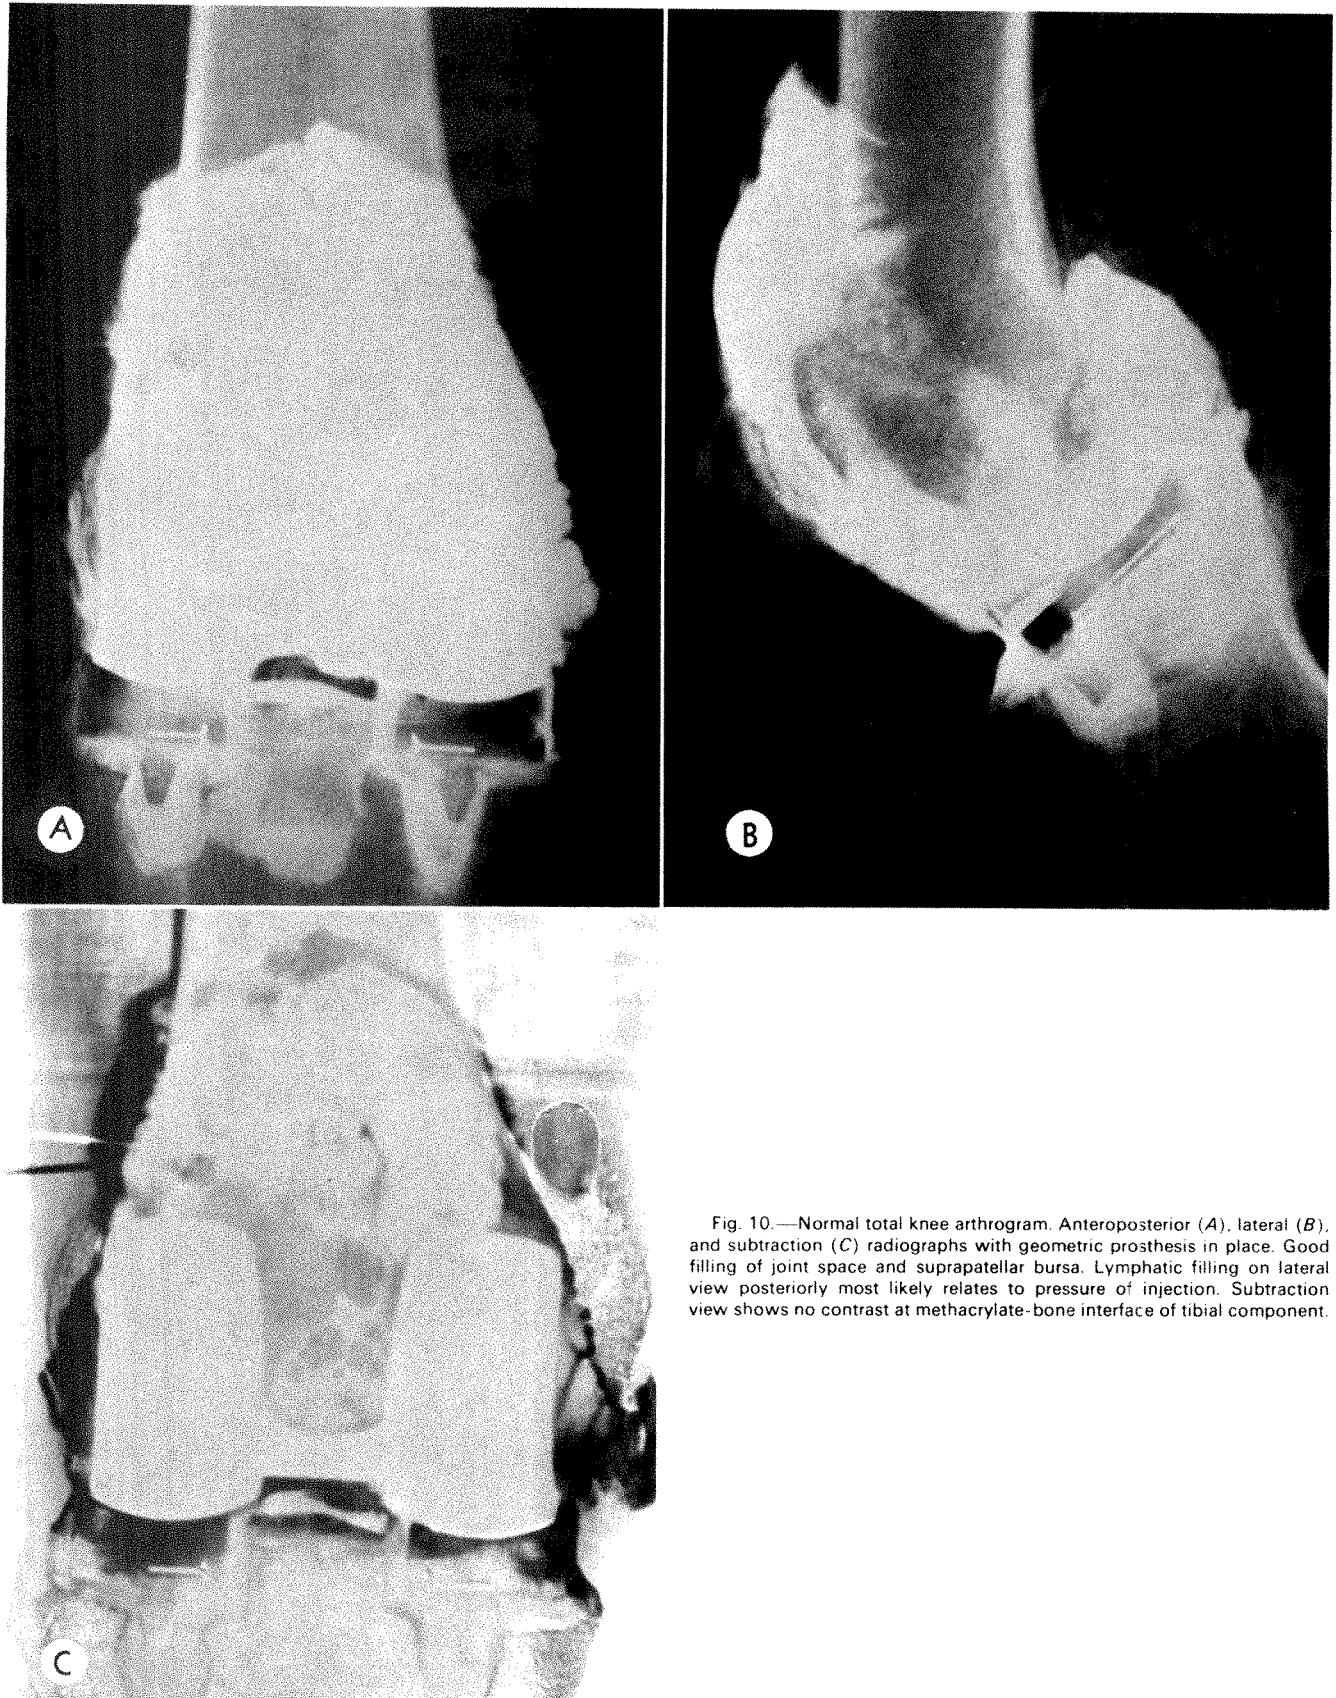 A
B
C
Fig. 10.—Normal total knee arthrogram. Anteroposterior (A), lateral (B),
and subtraction (C) radiographs with geometric prosthesis in place. Good
filling of joint space and suprapatellar bursa. Lymphatic filling on lateral
view posteriorly most likely relates to pressure of injection. Subtraction
view shows no contrast at methacrylate-bone interface of tibial component.